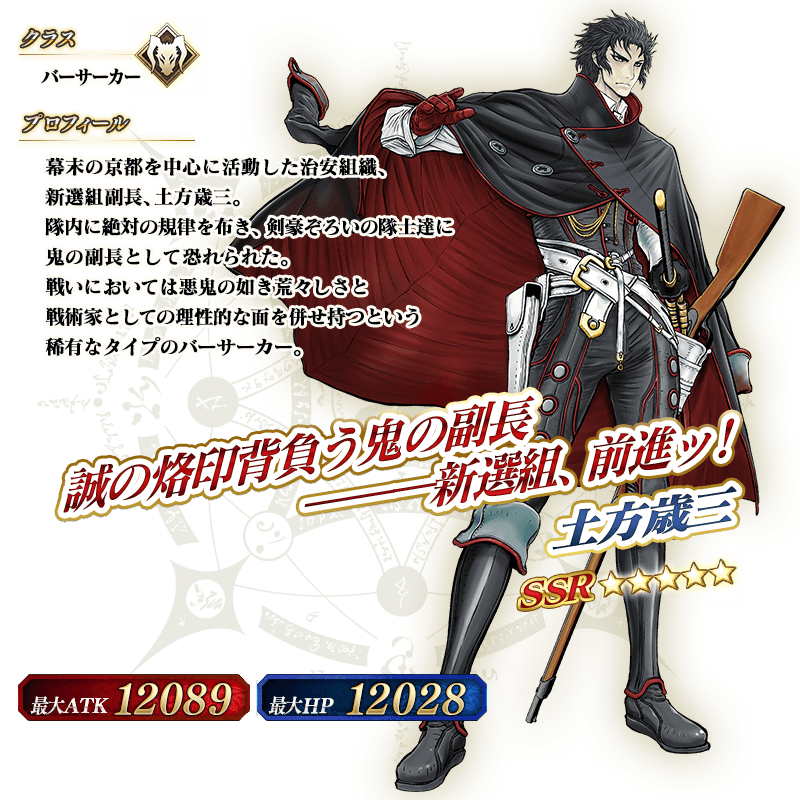 クラス
バーサーカー
プロフィール
幕末の京都を中心に活動した治安組織、
新選組副長、土方歳三。
隊内に絶対の規律を布き、剣豪ぞろいの隊士達に
鬼の副長として恐れられた。
戦いにおいては悪鬼の如き荒々しさと
戦術家としての理性的な面を併せ持つという
稀有なタイプのバーサーカー。
誠の烙印背負う鬼の副長
――――新選組、前進ッ!
土方歳三
SSR ☆☆☆☆☆
最大ATK 12089
最大HP 12028